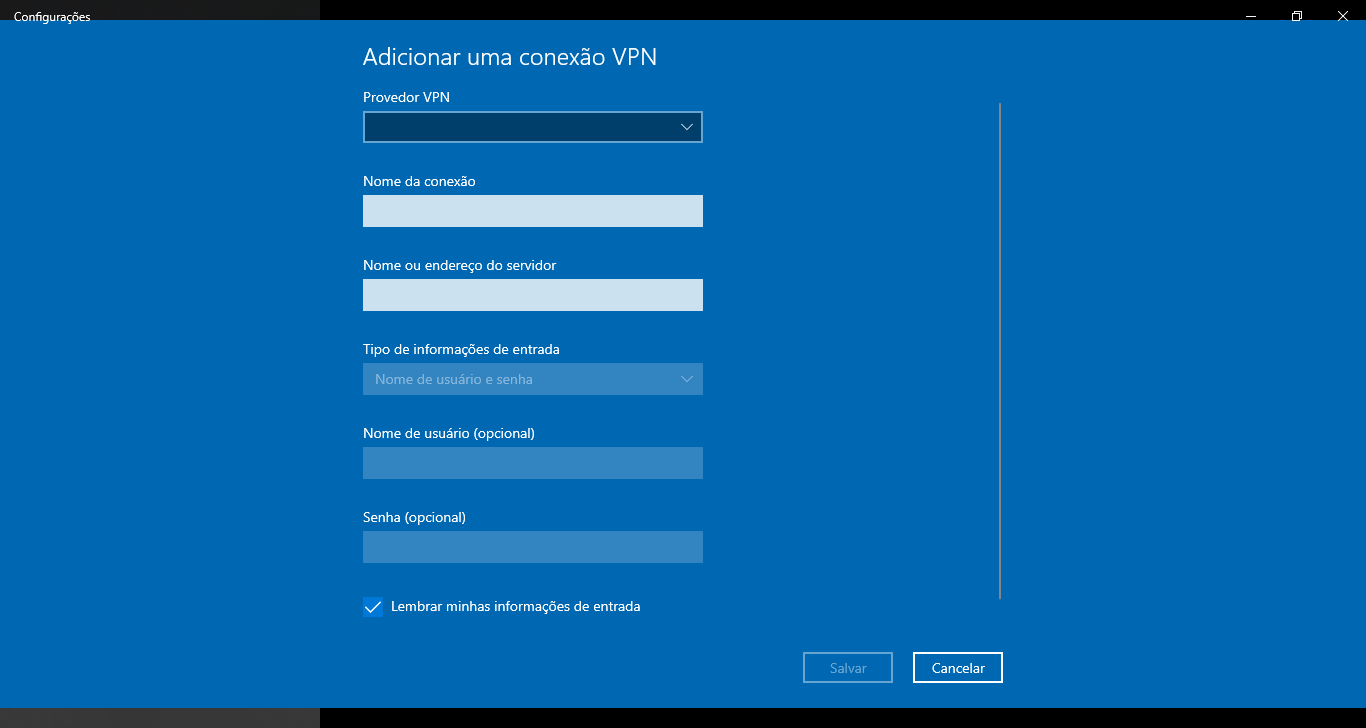 Configurações
Adicionar uma conexão VPN
Provedor VPN
Nome da conexão
Nome ou endereço do servidor
Tipo de informações de entrada
Nome de usuário e senha
Nome de usuário (opcional)
Senha (opcional)
Lembrar minhas informações de entrada
Salvar
Cancelar